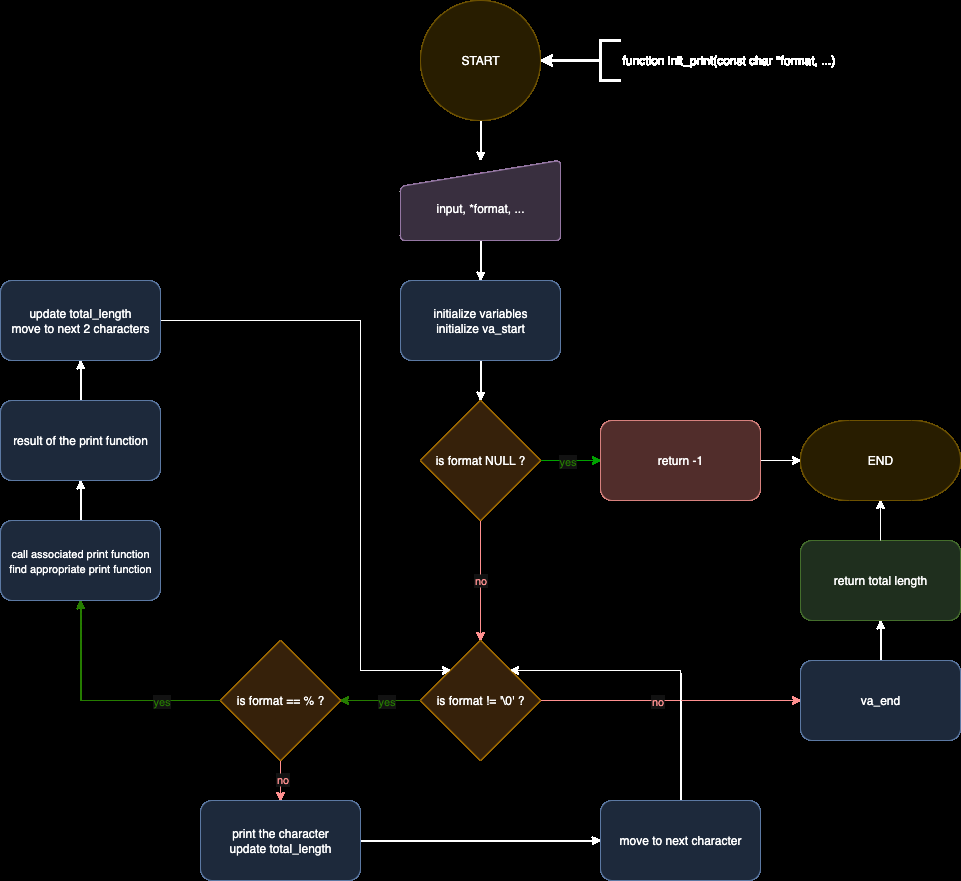 START
function init_print(const char *format, ...)
input, *format, ...
update total_length
move to next 2 characters
initialize variables
initialize va_start
result of the print function
is format NULL ?
yes
return -1
END
call associated print function
find appropriate print function
no
return total length
is format == % ?
yes
is format != '\0' ?
yes
no
va_end
no
print the character
update total_length
move to next character